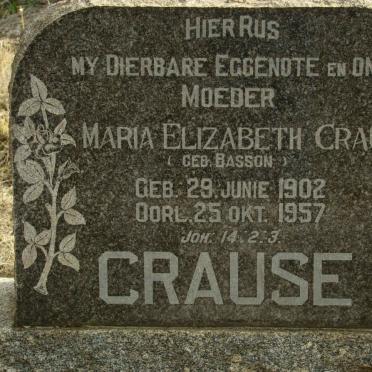 HIER RUS
MY DIERBARE EGGENOTE EN ON
MOEDER
MARIA ELIZABETH CRAU
( GEB. BASSON )
GEB. 29. JUNIE 1902
OORL. 25 OKT. 1957
JOH. 14. 2-3.
CRAUSE